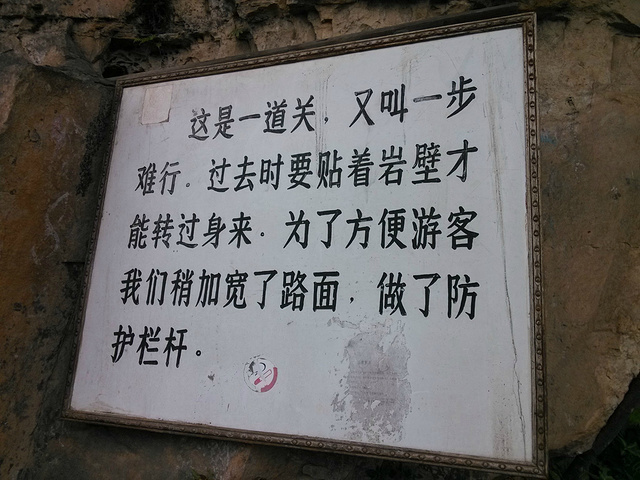 这是一道关，又叫一步
难行。过去时要贴着岩壁才
能转过身来。为了方便游客
我们稍加宽了路面，做了防
护栏杆。